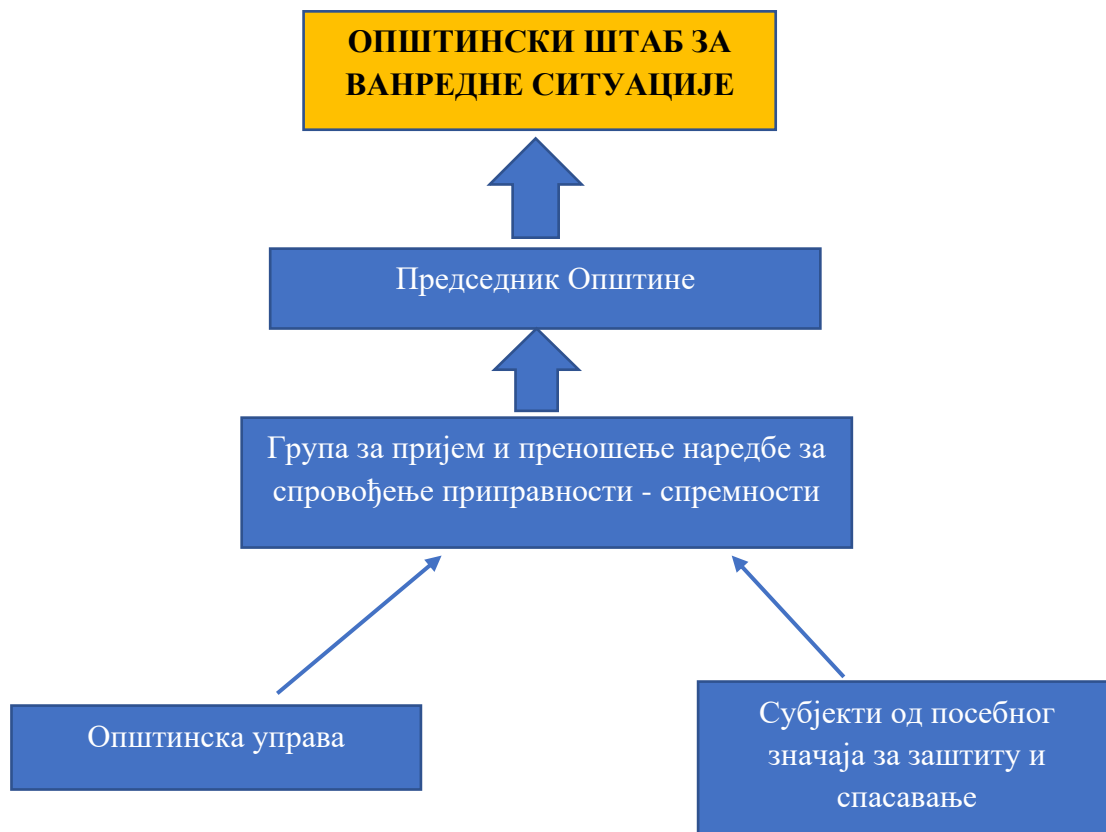 ОПШТИНСКИ ШТАБ ЗА
ВАНРЕДНЕ СИТУАЦИЈЕ
Председник Општине
Група за пријем и преношење наредбе за
спровођење приправности - спремности
Општинска управа
Субјекти од посебног
значаја за заштиту и
спасавање